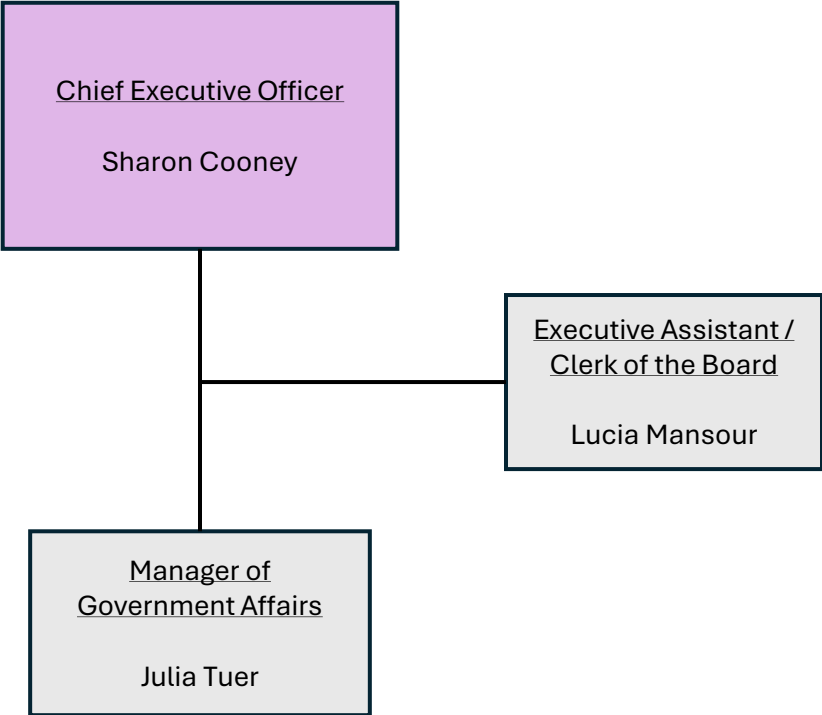 Chief Executive Officer
Sharon Cooney
Executive Assistant /
Clerk of the Board
Lucia Mansour
Manager of
Government Affairs
Julia Tuer